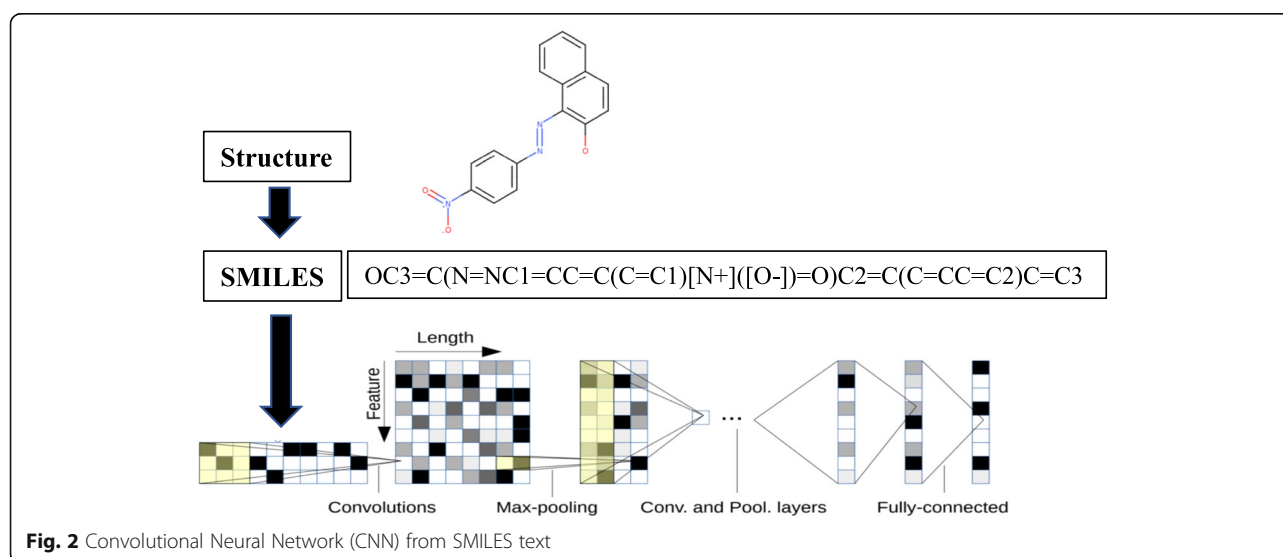 N
N
O
O
N+
-O
Structure
SMILES
OC3=C(N=NC1=CC=C(C=C1)[N+]([O-])=O)C2=C(C=CC=C2)C=C3
Length
Feature
...
Convolutions
Max-pooling
Conv. and Pool. layers
Fully-connected
Fig. 2 Convolutional Neural Network (CNN) from SMILES text